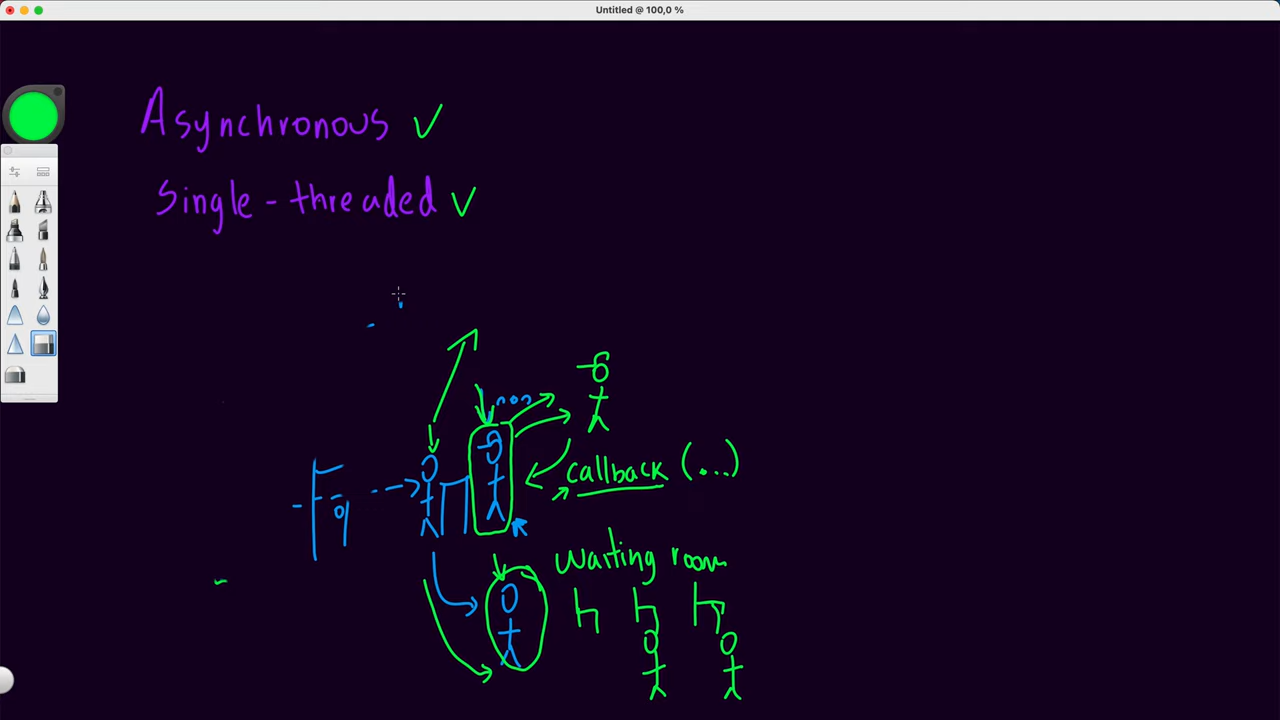 Untitled @ 100,0 %
Asynchronous ✓
Single-threaded ✓
callback (...)
Waiting room